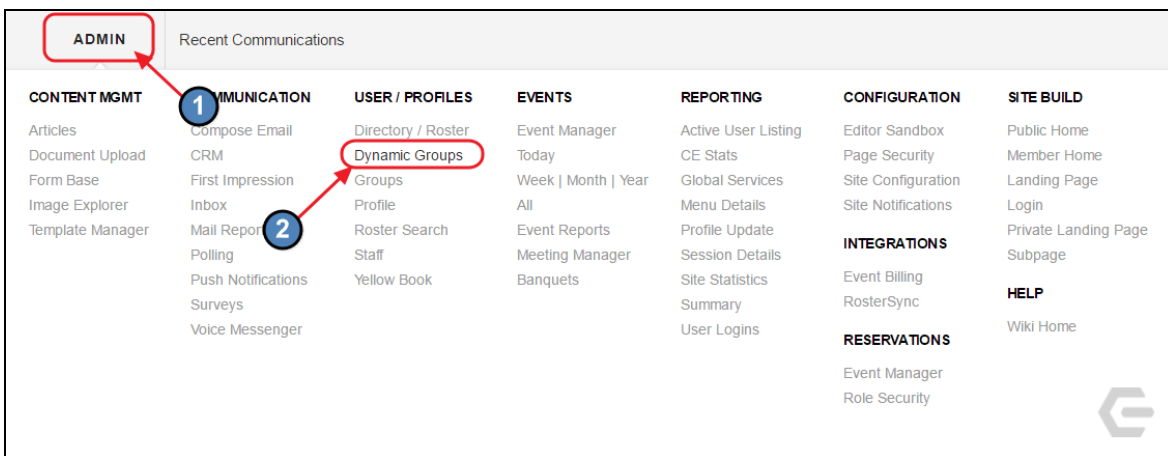 ADMIN Recent Communications
CONTENT MGMT
Articles
Document Upload
Form Base
Image Explorer
Template Manager
1
MMUNICATION
Compose Email
CRM
First Impression
Inbox
Mail Repor
2
Polling
Push Notifications
Surveys
Voice Messenger
USER / PROFILES
Directory / Roster
Dynamic Groups
Groups
Profile
Roster Search
Staff
Yellow Book
EVENTS
Event Manager
Today
Week | Month | Year
All
Event Reports
Meeting Manager
Banquets
REPORTING
Active User Listing
CE Stats
Global Services
Menu Details
Profile Update
Session Details
Site Statistics
Summary
User Logins
CONFIGURATION
Editor Sandbox
Page Security
Site Configuration
Site Notifications
INTEGRATIONS
Event Billing
RosterSync
RESERVATIONS
Event Manager
Role Security
SITE BUILD
Public Home
Member Home
Landing Page
Login
Private Landing Page
Subpage
HELP
Wiki Home